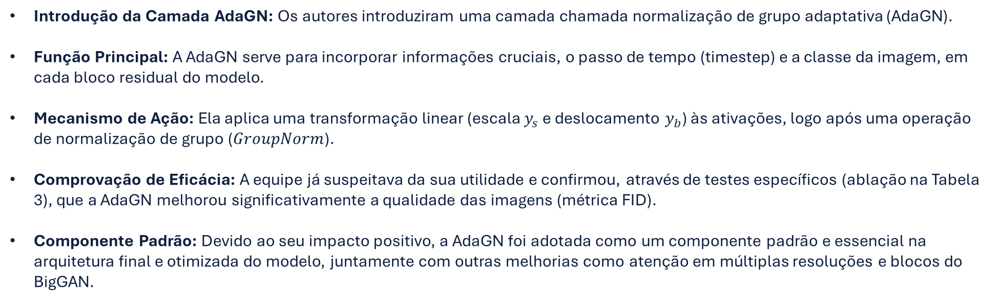 • Introdução da Camada AdaGN: Os autores introduziram uma camada chamada normalização de grupo adaptativa (AdaGN).
• Função Principal: A AdaGN serve para incorporar informações cruciais, o passo de tempo (timestep) e a classe da imagem, em
cada bloco residual do modelo.
• Mecanismo de Ação: Ela aplica uma transformação linear (escala y_s e deslocamento y_b) às ativações, logo após uma operação
de normalização de grupo (GroupNorm).
• Comprovação de Eficácia: A equipe já suspeitava da sua utilidade e confirmou, através de testes específicos (ablação na Tabela
3), que a AdaGN melhorou significativamente a qualidade das imagens (métrica FID).
• Componente Padrão: Devido ao seu impacto positivo, a AdaGN foi adotada como um componente padrão e essencial na
arquitetura final e otimizada do modelo, juntamente com outras melhorias como atenção em múltiplas resoluções e blocos do
BigGAN.